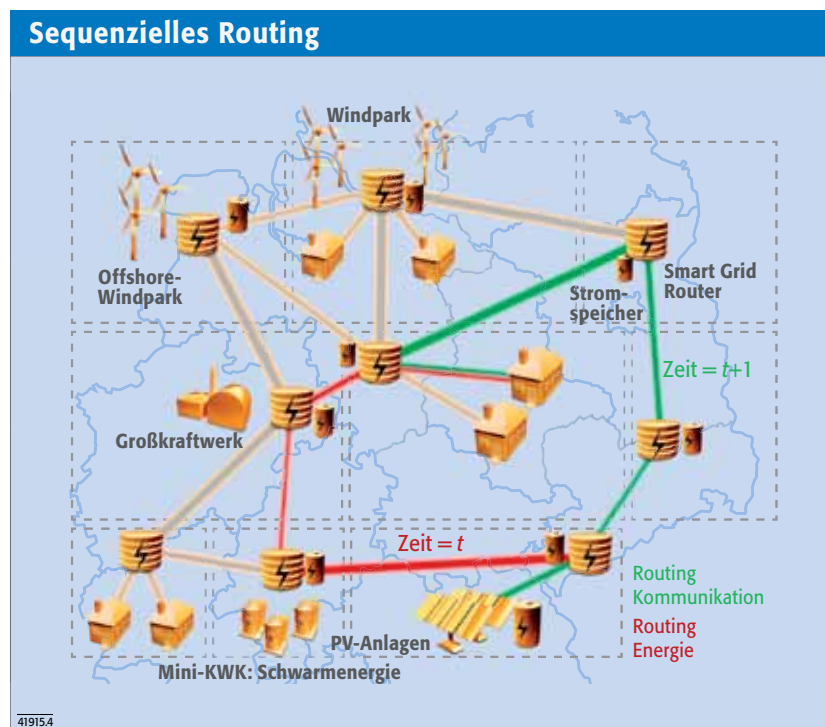 Sequenzielles Routing
Windpark
Offshore-
Windpark
Strom-
speicher
Smart Grid
Router
Zeit = t+1
Großkraftwerk
Zeit = t
Routing
Kommunikation
Routing
Energie
PV-Anlagen
Mini-KWK: Schwarmenergie
41915.4